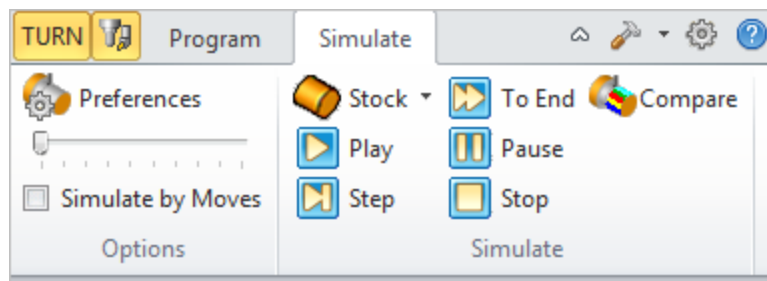 TURN Program Simulate ?
Preferences Stock To End Compare
Play Pause
Simulate by Moves Step Stop
Options Simulate